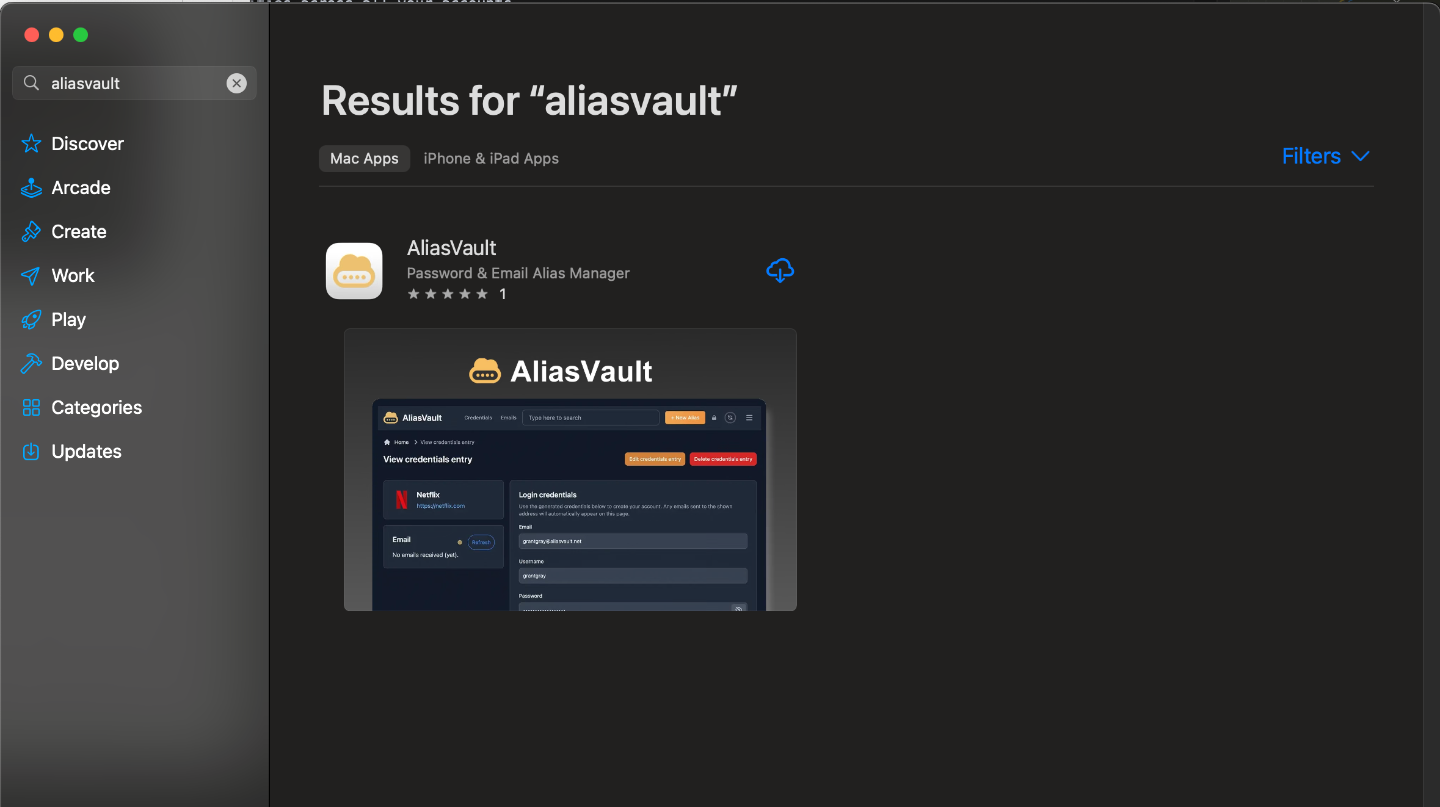 aliasvault
Discover
Arcade
Create
Work
Play
Develop
Categories
Updates
Results for “aliasvault”
Mac Apps
iPhone & iPad Apps
Filters
AliasVault
Password & Email Alias Manager
1
AliasVault
AliasVault
Credentials
Emails
Type here to search
+ New Alias
Home
View credentials entry
View credentials entry
Edit credentials entry
Delete credentials entry
Netflix
https://netflix.com
Email
Refresh
No emails received (yet).
Login credentials
Use the generated credentials below to create your account. Any emails sent to the shown
address will automatically appear on this page.
Email
grantgray@aliasvault.net
Username
grantgray
Password